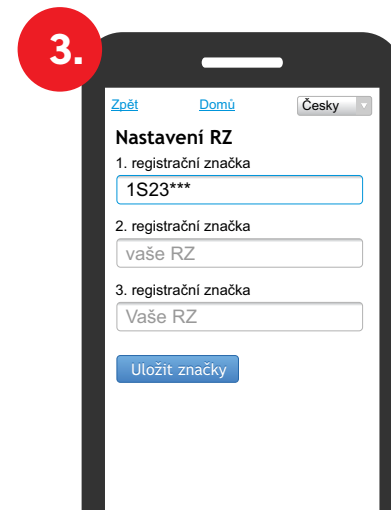 3.
Zpět Domů Česky
Nastavení RZ
1. registrační značka
1S23***
2. registrační značka
vaše RZ
3. registrační značka
Vaše RZ
Uložit značky